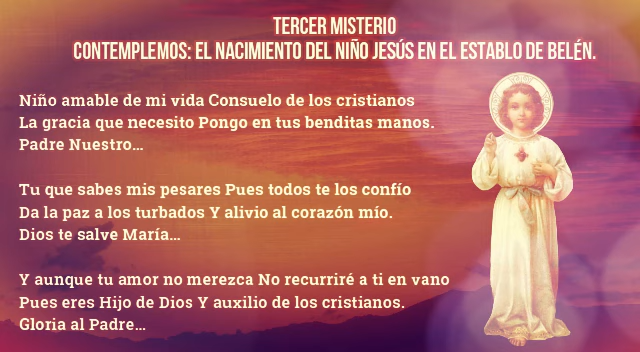 TERCER MISTERIO
CONTEMPLEMOS: EL NACIMIENTO DEL NIÑO JESÚS EN EL ESTABLO DE BELÉN.
Niño amable de mi vida Consuelo de los cristianos
La gracia que necesito Pongo en tus benditas manos.
Padre Nuestro...
Tu que sabes mis pesares Pues todos te los confío
Da la paz a los turbados Y alivio al corazón mío.
Dios te salve María...
Y aunque tu amor no merezca No recurriré a ti en vano
Pues eres Hijo de Dios Y auxilio de los cristianos.
Gloria al Padre...